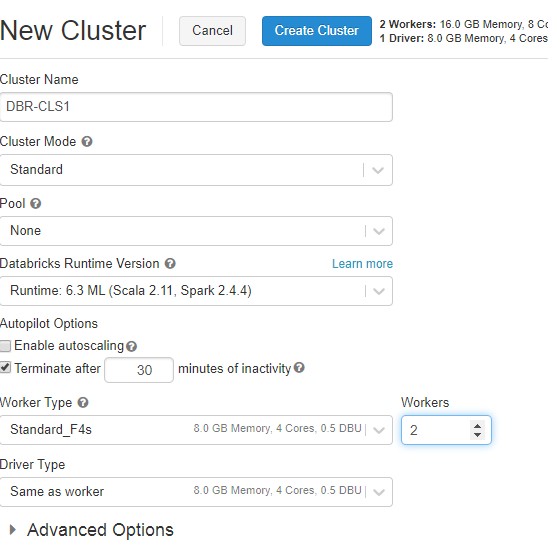 New Cluster
Cancel
Create Cluster
2 Workers: 16.0 GB Memory, 8
1 Driver: 8.0 GB Memory, 4 Cores
Cluster Name
DBR-CLS1
Cluster Mode
Standard
Pool
None
Databricks Runtime Version
Learn more
Runtime: 6.3 ML (Scala 2.11, Spark 2.4.4)
Autopilot Options
Enable autoscaling
Terminate after 30 minutes of inactivity
Worker Type
Workers
Standard_F4s 8.0 GB Memory, 4 Cores, 0.5 DBU
2
Driver Type
Same as worker 8.0 GB Memory, 4 Cores, 0.5 DBU
Advanced Options